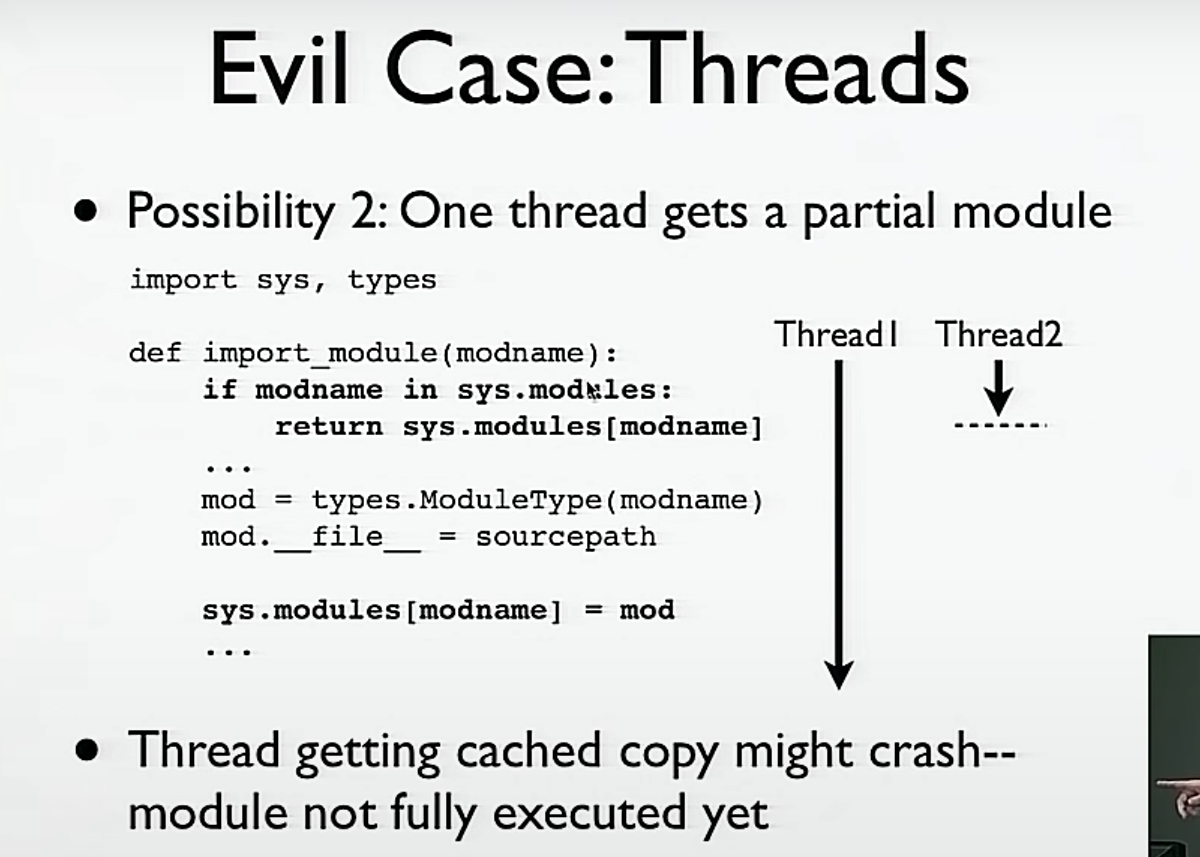 Evil Case: Threads
• Possibility 2: One thread gets a partial module
import sys, types
Thread1 Thread2
def import_module(modname):
if modname in sys.modules:
return sys.modules[modname]
...
mod = types.ModuleType(modname)
mod.__file__ = sourcepath
sys.modules[modname] = mod
...
• Thread getting cached copy might crash--
module not fully executed yet